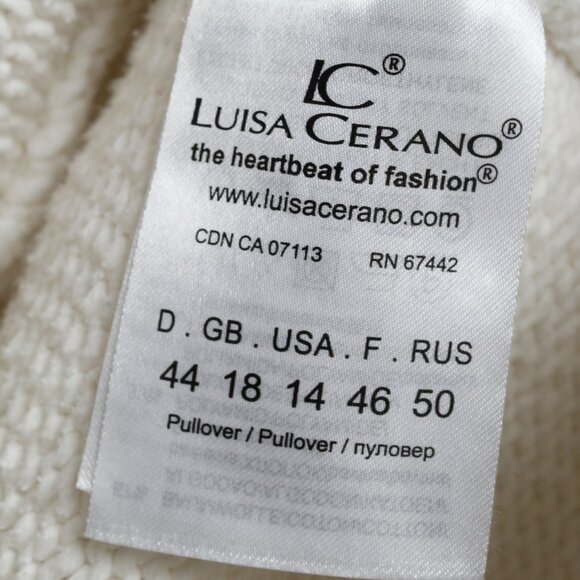 LC®
LUISA CERANO®
the heartbeat of fashion®
www.luisacerano.com
CDN CA 07113 RN 67442
D . GB . USA . F . RUS
44 18 14 46 50
Pullover / Pullover / пуловер